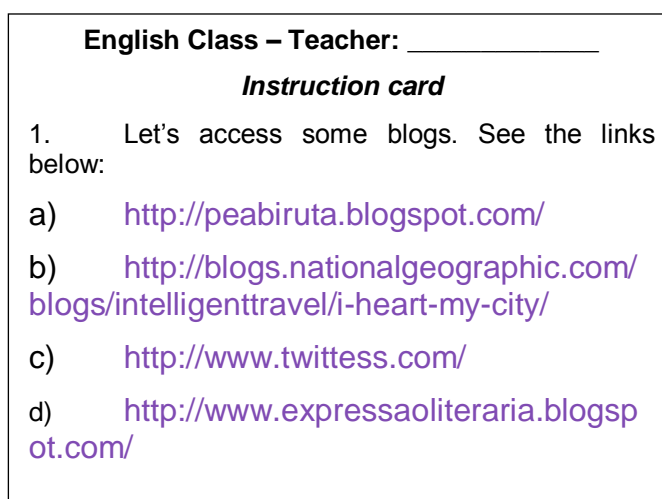 English Class – Teacher: _____________
Instruction card
1. Let’s access some blogs. See the links
below:
a) http://peabiruta.blogspot.com/
b) http://blogs.nationalgeographic.com/
blogs/intelligenttravel/i-heart-my-city/
c) http://www.twittess.com/
d) http://www.expressaoliteraria.blogsp
ot.com/